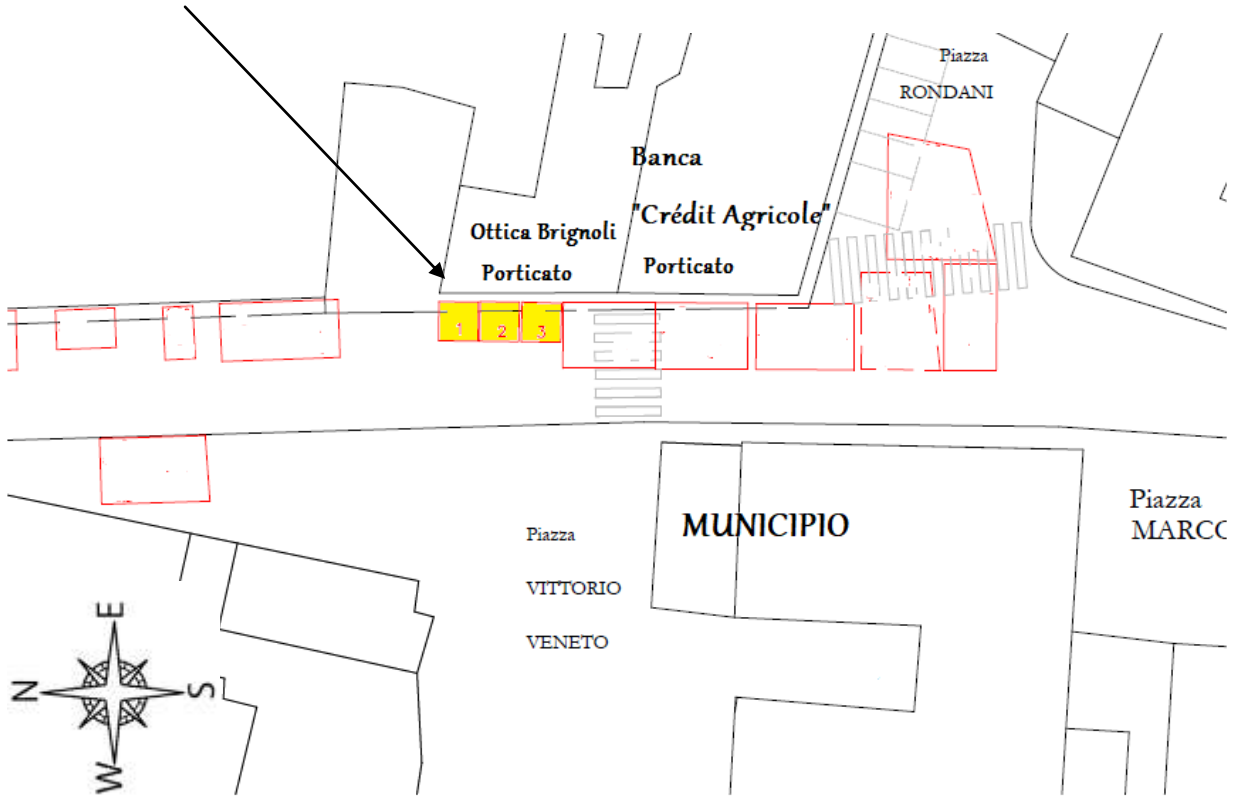 Piazza
RONDANI
Banca
"Crédit Agricole"
Porticato
Ottica Brignoli
Porticato
1
2
3
MUNICIPIO
Piazza
VITTORIO
VENETO
Piazza
MARCO
E
N
S
W